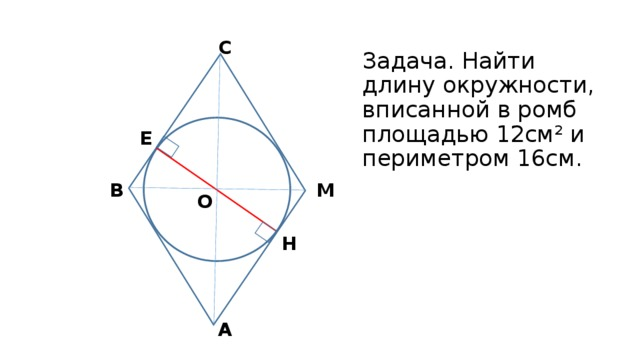 C
Задача. Найти
длину окружности,
вписанной в ромб
площадью 12см² и
периметром 16см.
E
B
M
O
H
A